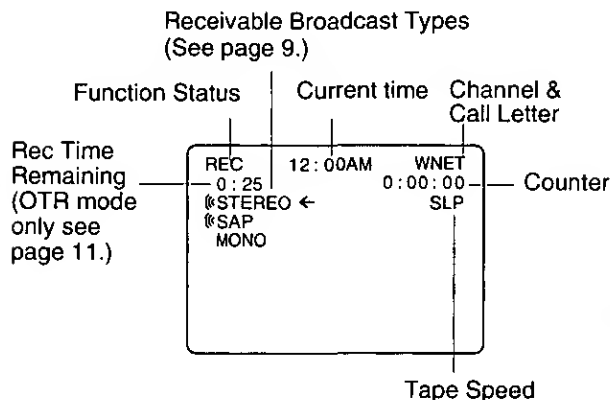 Receivable Broadcast Types
(See page 9.)
Function Status
Current time
Channel &
Call Letter
Rec Time
Remaining
(OTR mode
only see
page 11.)
REC 12:00AM WNET
0:25 0:00:00
STEREO ← SLP
SAP
MONO
Counter
Tape Speed